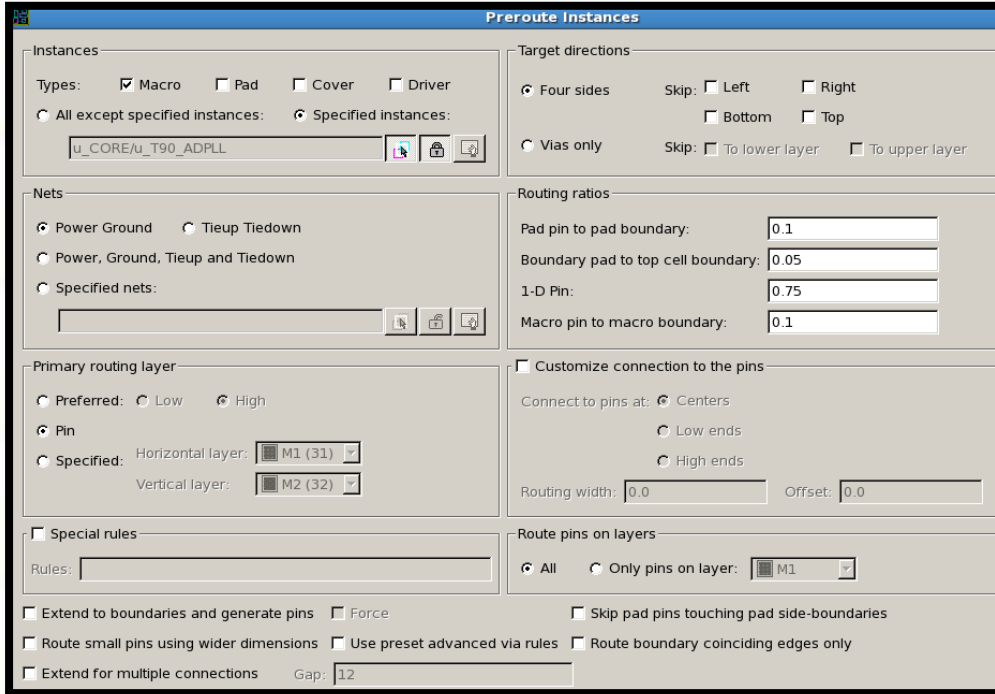 Preroute Instances
Instances
Types: Macro Pad Cover Driver
All except specified instances: Specified instances:
u_CORE/u_T90_ADPLL
Target directions
Four sides Skip: Left Right
Bottom Top
Vias only Skip: To lower layer To upper layer
Nets
Power Ground Tieup Tiedown
Power, Ground, Tieup and Tiedown
Specified nets:
Routing ratios
Pad pin to pad boundary: 0.1
Boundary pad to top cell boundary: 0.05
1-D Pin: 0.75
Macro pin to macro boundary: 0.1
Primary routing layer
Preferred: Low High
Pin
Specified: Horizontal layer: M1 (31)
Vertical layer: M2 (32)
Customize connection to the pins
Connect to pins at: Centers
Low ends
High ends
Routing width: 0.0 Offset: 0.0
Special rules
Rules:
Route pins on layers
All Only pins on layer: M1
Extend to boundaries and generate pins Force Skip pad pins touching pad side-boundaries
Route small pins using wider dimensions Use preset advanced via rules Route boundary coinciding edges only
Extend for multiple connections Gap: 12